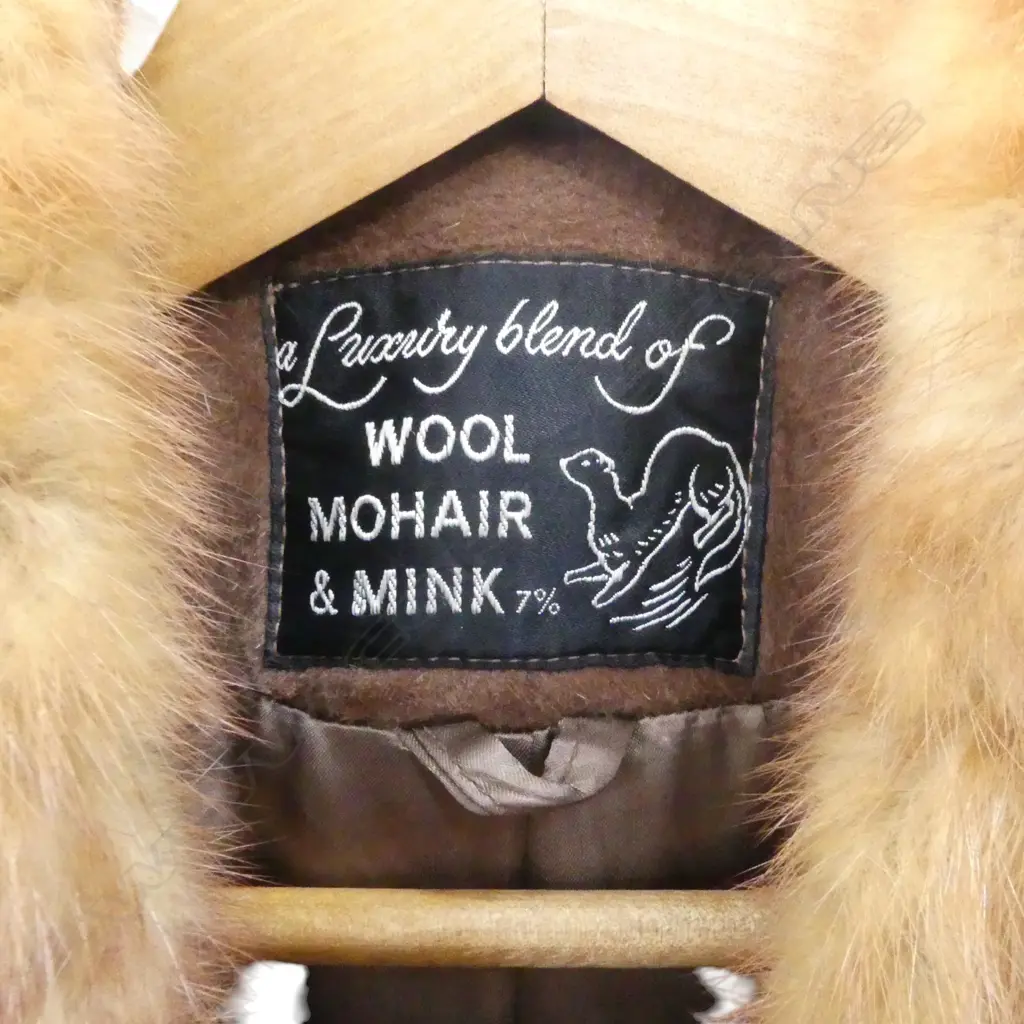 a Luxury blend of
WOOL
MOHAIR
& MINK 7%